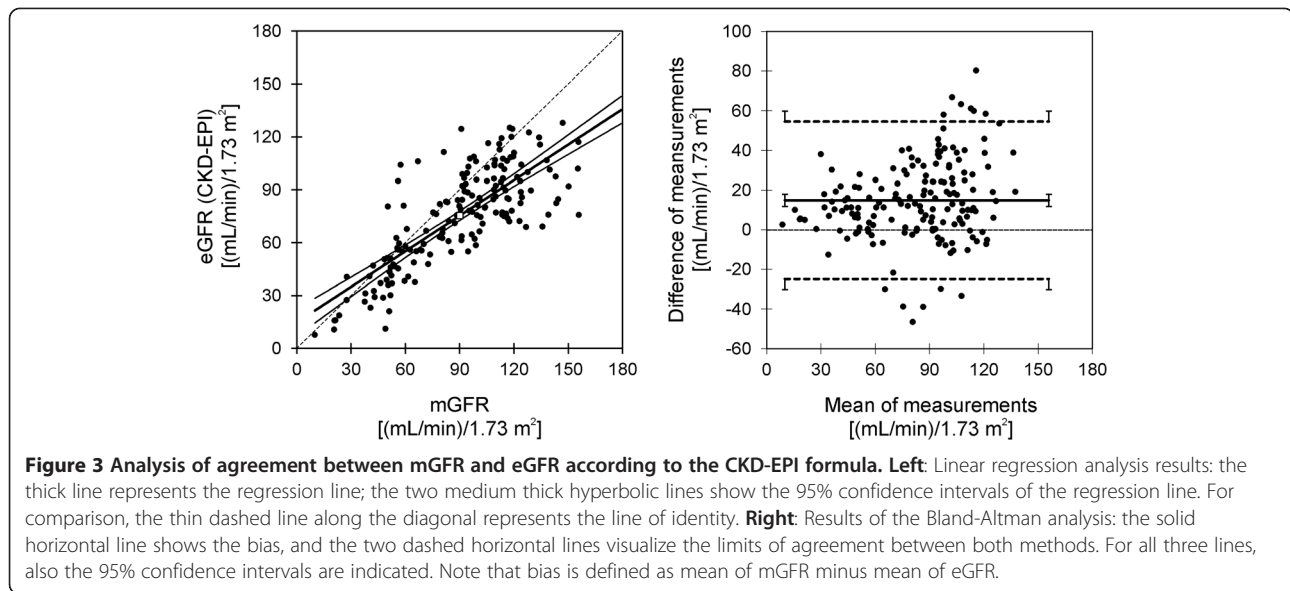 180
150
120
90
60
30
0
eGFR (CKD-EPI)
[(mL/min)/1.73 m²]
0 30 60 90 120 150 180
mGFR
[(mL/min)/1.73 m²]
100
80
60
40
20
0
-20
-40
-60
Difference of meansurements
[(mL/min)/1.73 m²]
0 30 60 90 120 150 180
Mean of measurements
[(mL/min)/1.73 m²]
Figure 3 Analysis of agreement between mGFR and eGFR according to the CKD-EPI formula. Left: Linear regression analysis results: the
thick line represents the regression line; the two medium thick hyperbolic lines show the 95% confidence intervals of the regression line. For
comparison, the thin dashed line along the diagonal represents the line of identity. Right: Results of the Bland-Altman analysis: the solid
horizontal line shows the bias, and the two dashed horizontal lines visualize the limits of agreement between both methods. For all three lines,
also the 95% confidence intervals are indicated. Note that bias is defined as mean of mGFR minus mean of eGFR.